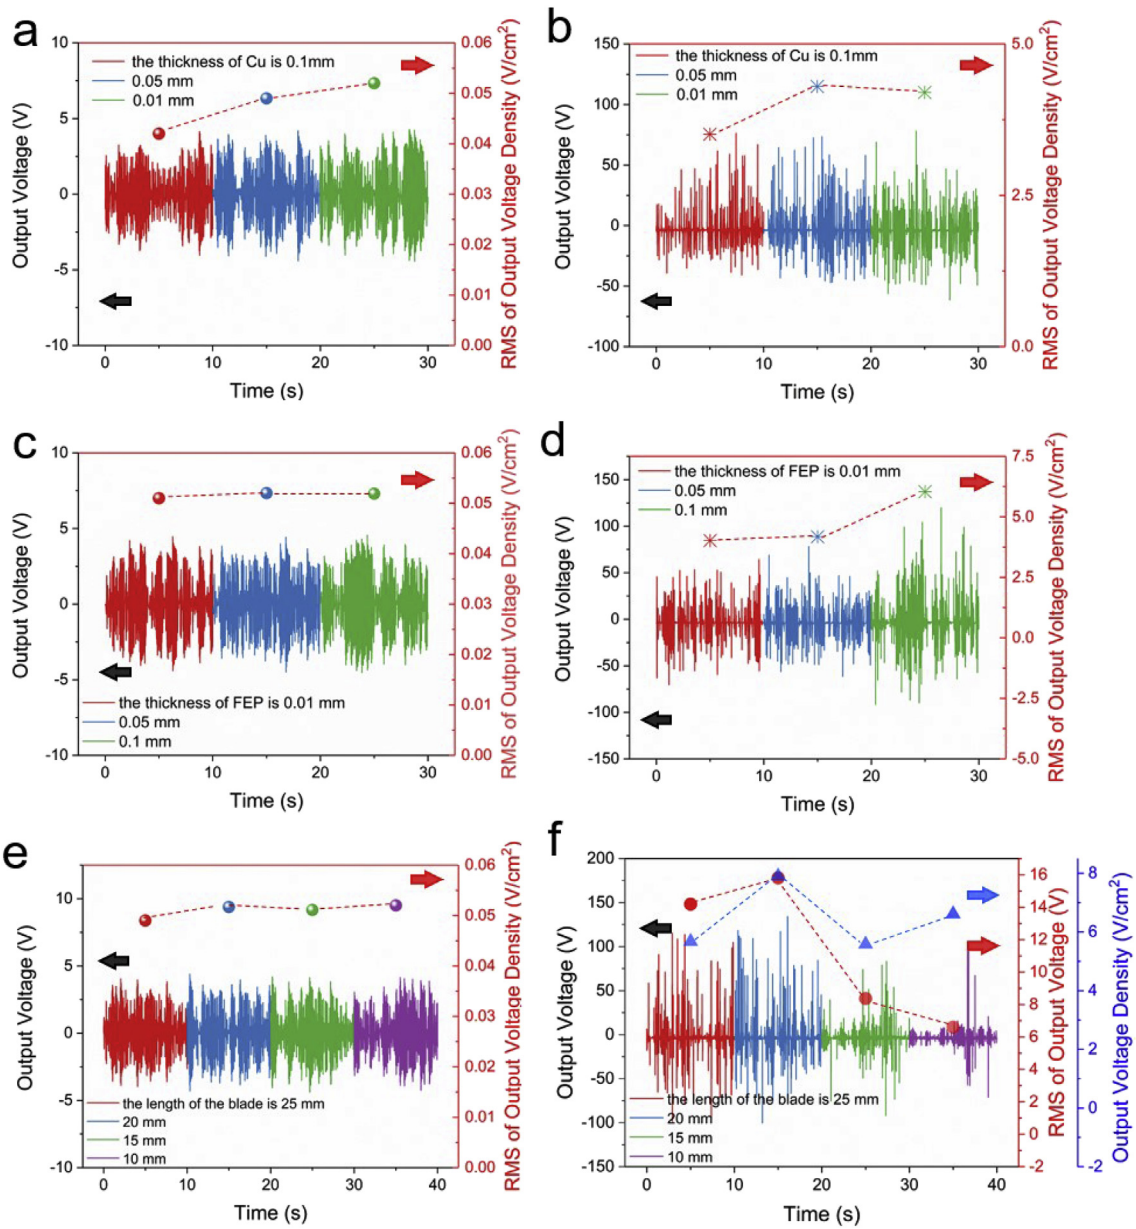 a
10
5
0
-5
-10
Output Voltage (V)
the thickness of Cu is 0.1mm
0.05 mm
0.01 mm
0.06
0.05
0.04
0.03
0.02
0.01
0.00
RMS of Output Voltage Density (V/cm²)
0 10 20 30
Time (s)
b
150
100
50
0
-50
-100
Output Voltage (V)
the thickness of Cu is 0.1mm
0.05 mm
0.01 mm
5.0
2.5
0.0
RMS of Output Voltage Density (V/cm²)
0 10 20 30
Time (s)
c
10
5
0
-5
-10
Output Voltage (V)
the thickness of FEP is 0.01 mm
0.05 mm
0.1 mm
0.06
0.05
0.04
0.03
0.02
0.01
0.00
RMS of Output Voltage Density (V/cm²)
0 10 20 30
Time (s)
d
150
100
50
0
-50
-100
-150
Output Voltage (V)
the thickness of FEP is 0.01 mm
0.05 mm
0.1 mm
7.5
5.0
2.5
0.0
-2.5
-5.0
RMS of Output Voltage Density (V/cm²)
0 10 20 30
Time (s)
e
10
5
0
-5
-10
Output Voltage (V)
the length of the blade is 25 mm
20 mm
15 mm
10 mm
0.06
0.05
0.04
0.03
0.02
0.01
0.00
RMS of Output Voltage Density (V/cm²)
0 10 20 30 40
Time (s)
f
200
150
100
50
0
-50
-100
-150
Output Voltage (V)
the length of the blade is 25 mm
20 mm
15 mm
10 mm
16
14
12
10
8
6
4
2
0
-2
RMS of Output Voltage (V)
8
6
4
2
0
-2
Output Voltage Density (V/cm²)
0 10 20 30 40
Time (s)